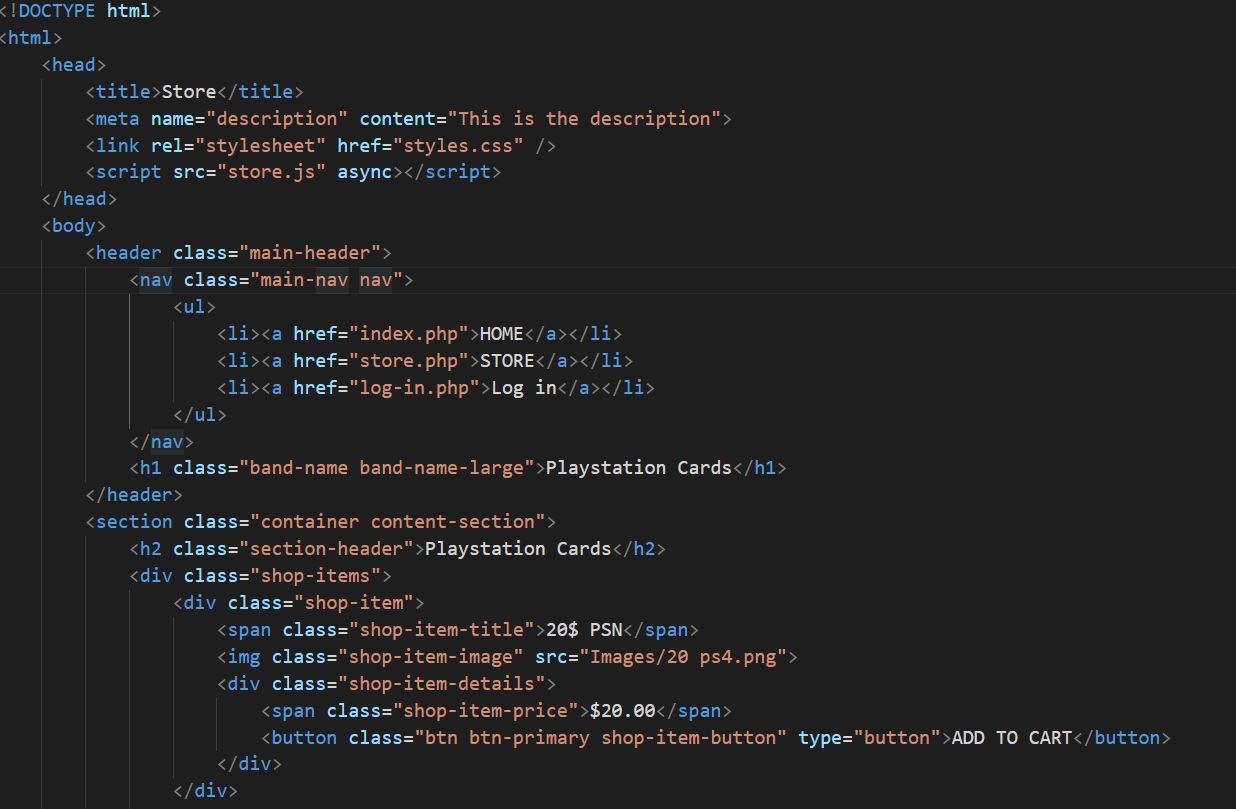 <!DOCTYPE html>
<html>
    <head>
        <title>Store</title>
        <meta name="description" content="This is the description">
        <link rel="stylesheet" href="styles.css" />
        <script src="store.js" async></script>
    </head>
    <body>
        <header class="main-header">
            <nav class="main-nav nav">
                <ul>
                    <li><a href="index.php">HOME</a></li>
                    <li><a href="store.php">STORE</a></li>
                    <li><a href="log-in.php">Log in</a></li>
                </ul>
            </nav>
            <h1 class="band-name band-name-large">Playstation Cards</h1>
        </header>
        <section class="container content-section">
            <h2 class="section-header">Playstation Cards</h2>
            <div class="shop-items">
                <div class="shop-item">
                    <span class="shop-item-title">20$ PSN</span>
                    <img class="shop-item-image" src="Images/20 ps4.png">
                    <div class="shop-item-details">
                        <span class="shop-item-price">$20.00</span>
                        <button class="btn btn-primary shop-item-button" type="button">ADD TO CART</button>
                    </div>
                </div>